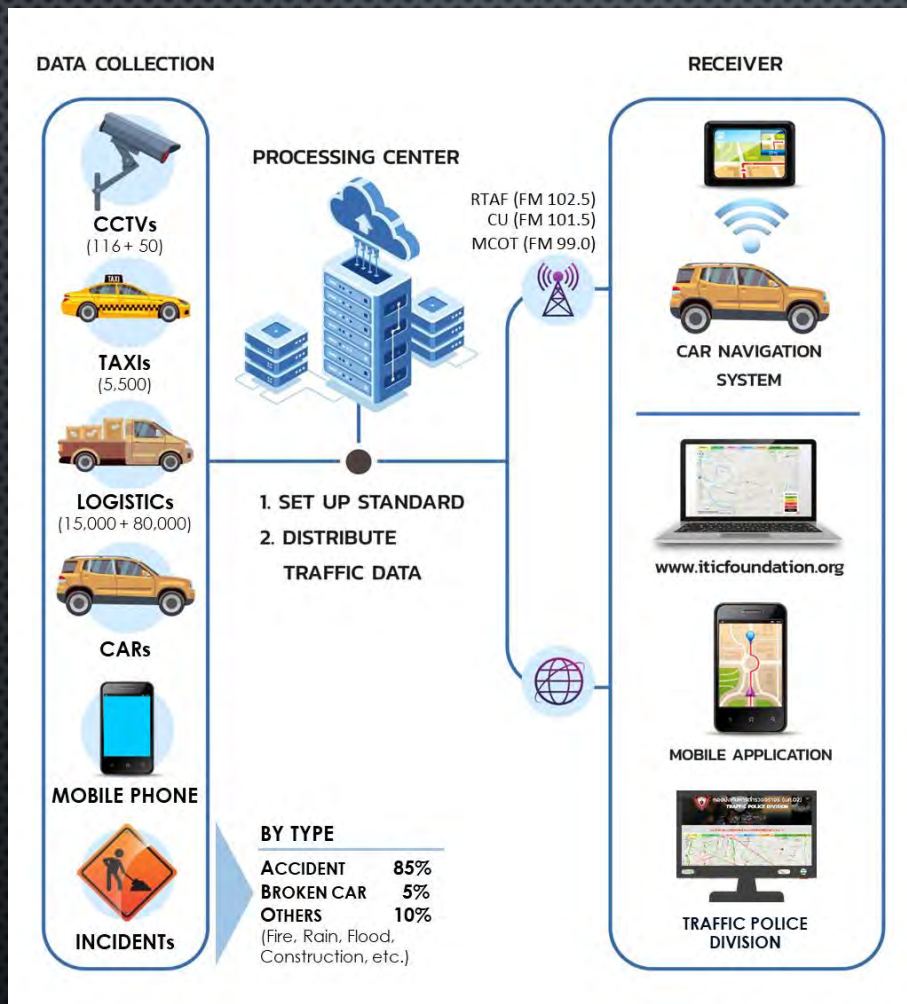 DATA COLLECTION
CCTVs
(116 + 50)
TAXI
TAXIs
(5,500)
LOGISTICs
(15,000 + 80,000)
CARs
MOBILE PHONE
INCIDENTs
PROCESSING CENTER
1. SET UP STANDARD
2. DISTRIBUTE
TRAFFIC DATA
BY TYPE
ACCIDENT 85%
BROKEN CAR 5%
OTHERS 10%
(Fire, Rain, Flood,
Construction, etc.)
RTAF (FM 102.5)
CU (FM 101.5)
MCOT (FM 99.0)
RECEIVER
CAR NAVIGATION
SYSTEM
www.iticfoundation.org
MOBILE APPLICATION
TRAFFIC POLICE DIVISION
TRAFFIC POLICE
DIVISION